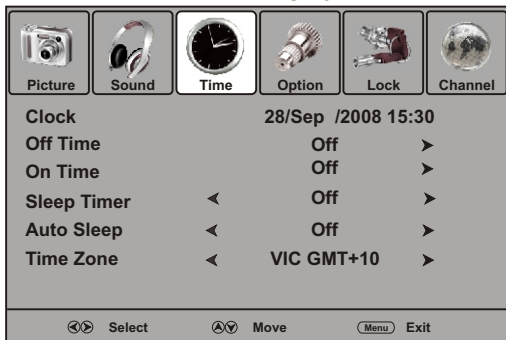 Picture Sound Time Option Lock Channel
Clock 28/Sep /2008 15:30
Off Time Off
On Time Off
Sleep Timer Off
Auto Sleep Off
Time Zone VIC GMT+10
Select Move Menu Exit